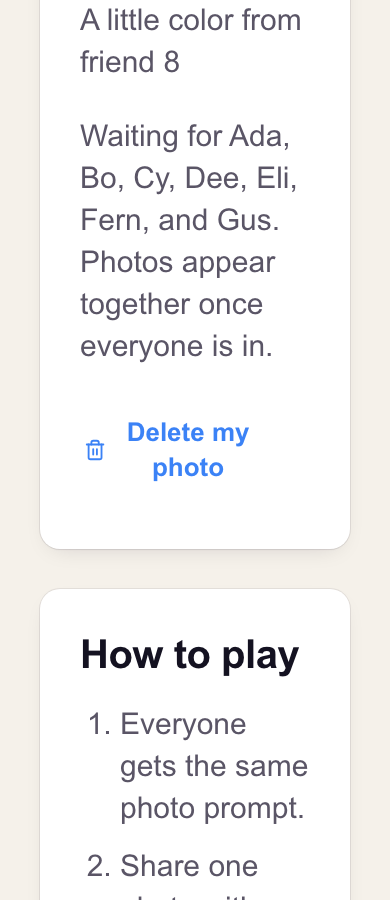 A little color from
friend 8
Waiting for Ada,
Bo, Cy, Dee, Eli,
Fern, and Gus.
Photos appear
together once
everyone is in.
Delete my
photo
How to play
1. Everyone
gets the same
photo prompt.
2. Share one